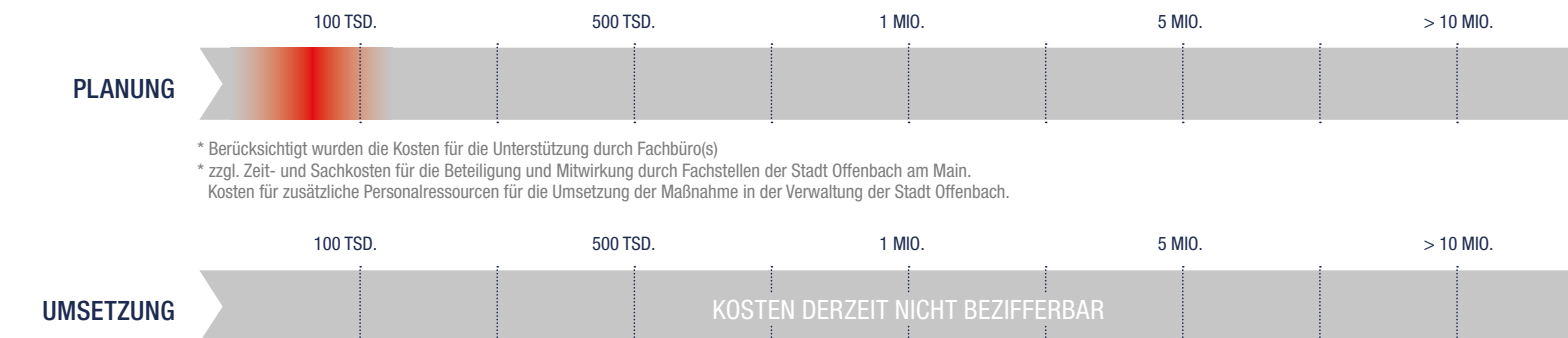 100 TSD. 500 TSD. 1 MIO. 5 MIO. > 10 MIO.
PLANUNG
* Berücksichtigt wurden die Kosten für die Unterstützung durch Fachbüro(s)
* zzgl. Zeit- und Sachkosten für die Beteiligung und Mitwirkung durch Fachstellen der Stadt Offenbach am Main.
Kosten für zusätzliche Personalressourcen für die Umsetzung der Maßnahme in der Verwaltung der Stadt Offenbach.
100 TSD. 500 TSD. 1 MIO. 5 MIO. > 10 MIO.
UMSETZUNG KOSTEN DERZEIT NICHT BEZIFFERBAR